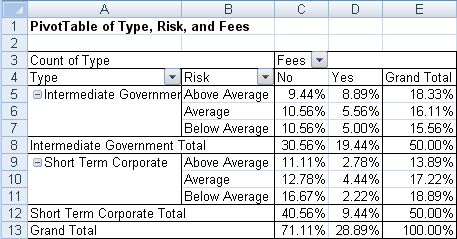 A B C D E
1 PivotTable of Type, Risk, and Fees
2
3 Count of Type Fees
4 Type Risk No Yes Grand Total
5 Intermediate Governmer Above Average 9.44% 8.89% 18.33%
6 Average 10.56% 5.56% 16.11%
7 Below Average 10.56% 5.00% 15.56%
8 Intermediate Government Total 30.56% 19.44% 50.00%
9 Short Term Corporate Above Average 11.11% 2.78% 13.89%
10 Average 12.78% 4.44% 17.22%
11 Below Average 16.67% 2.22% 18.89%
12 Short Term Corporate Total 40.56% 9.44% 50.00%
13 Grand Total 71.11% 28.89% 100.00%